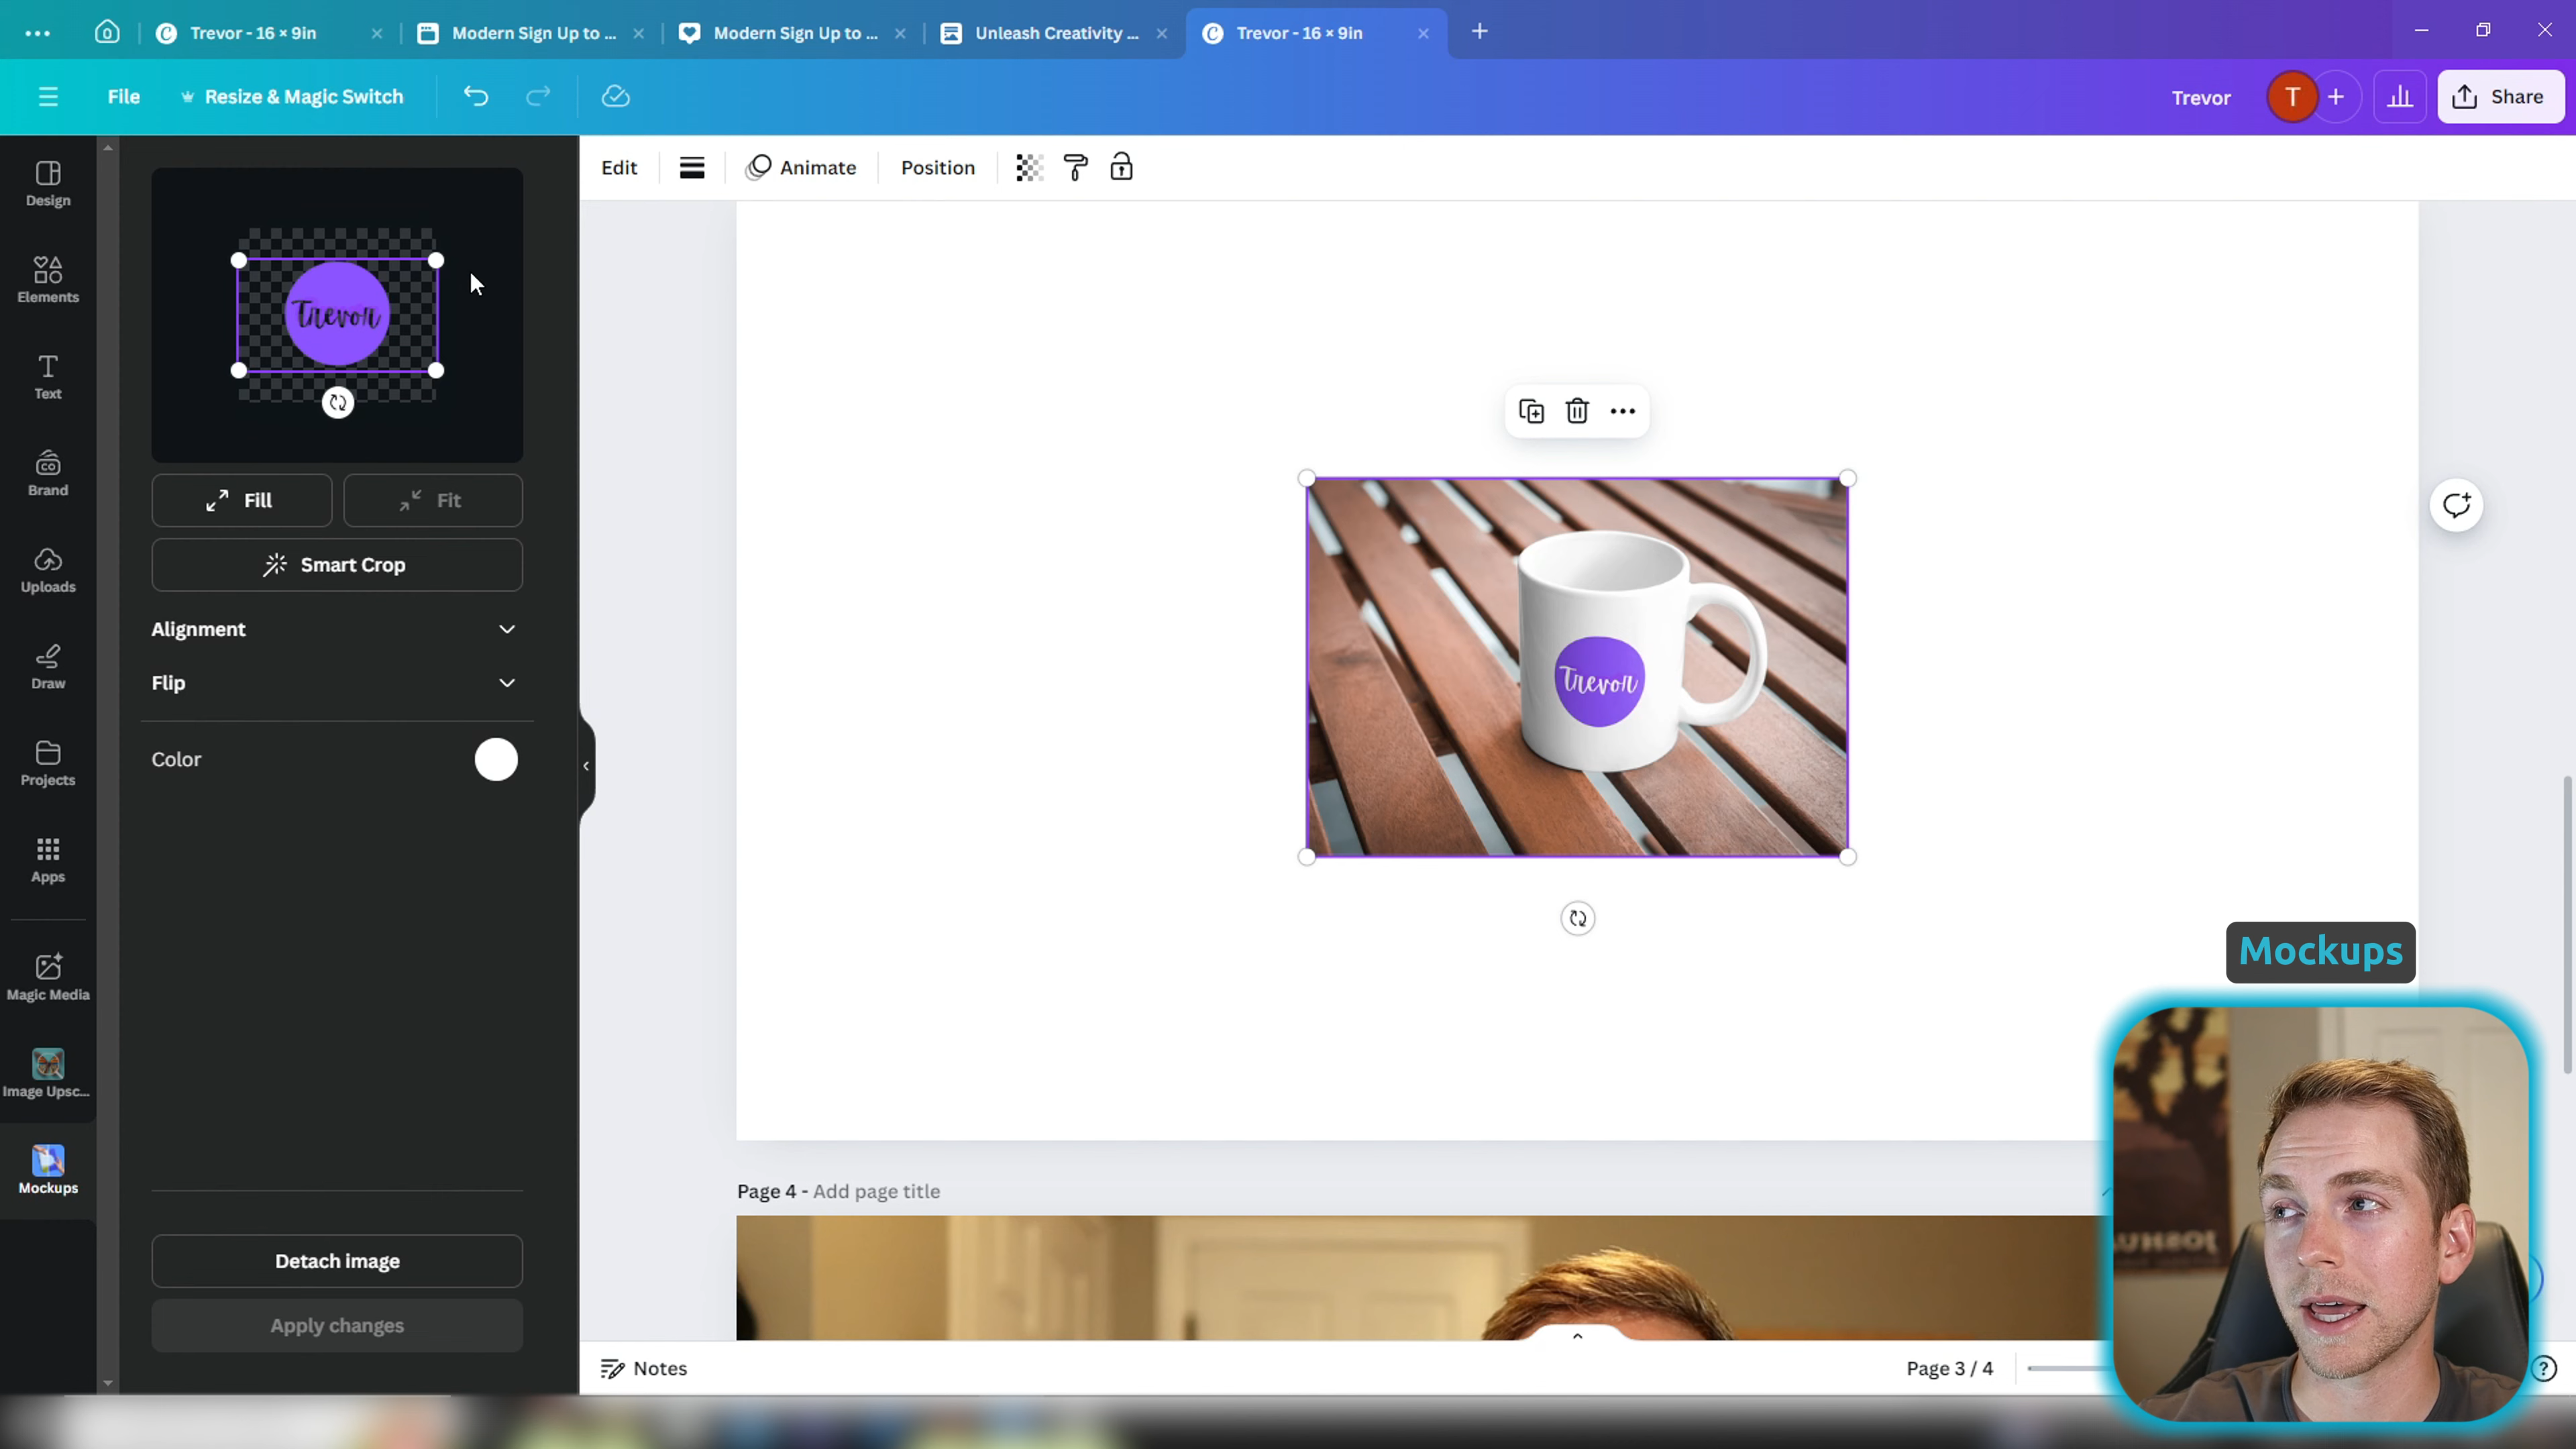 Trevor - 16 × 9in
Modern Sign Up to ...
Modern Sign Up to ...
Unleash Creativity ...
Trevor - 16 × 9in
File
Resize & Magic Switch
Trevor
T
Share
Design
Elements
Text
Brand
Uploads
Draw
Projects
Apps
Magic Media
Image Upsc...
Mockups
Trevor
Fill
Fit
Smart Crop
Alignment
Flip
Color
Detach image
Apply changes
Edit
Animate
Position
Trevor
Mockups
Page 4 - Add page title
Notes
Page 3 / 4